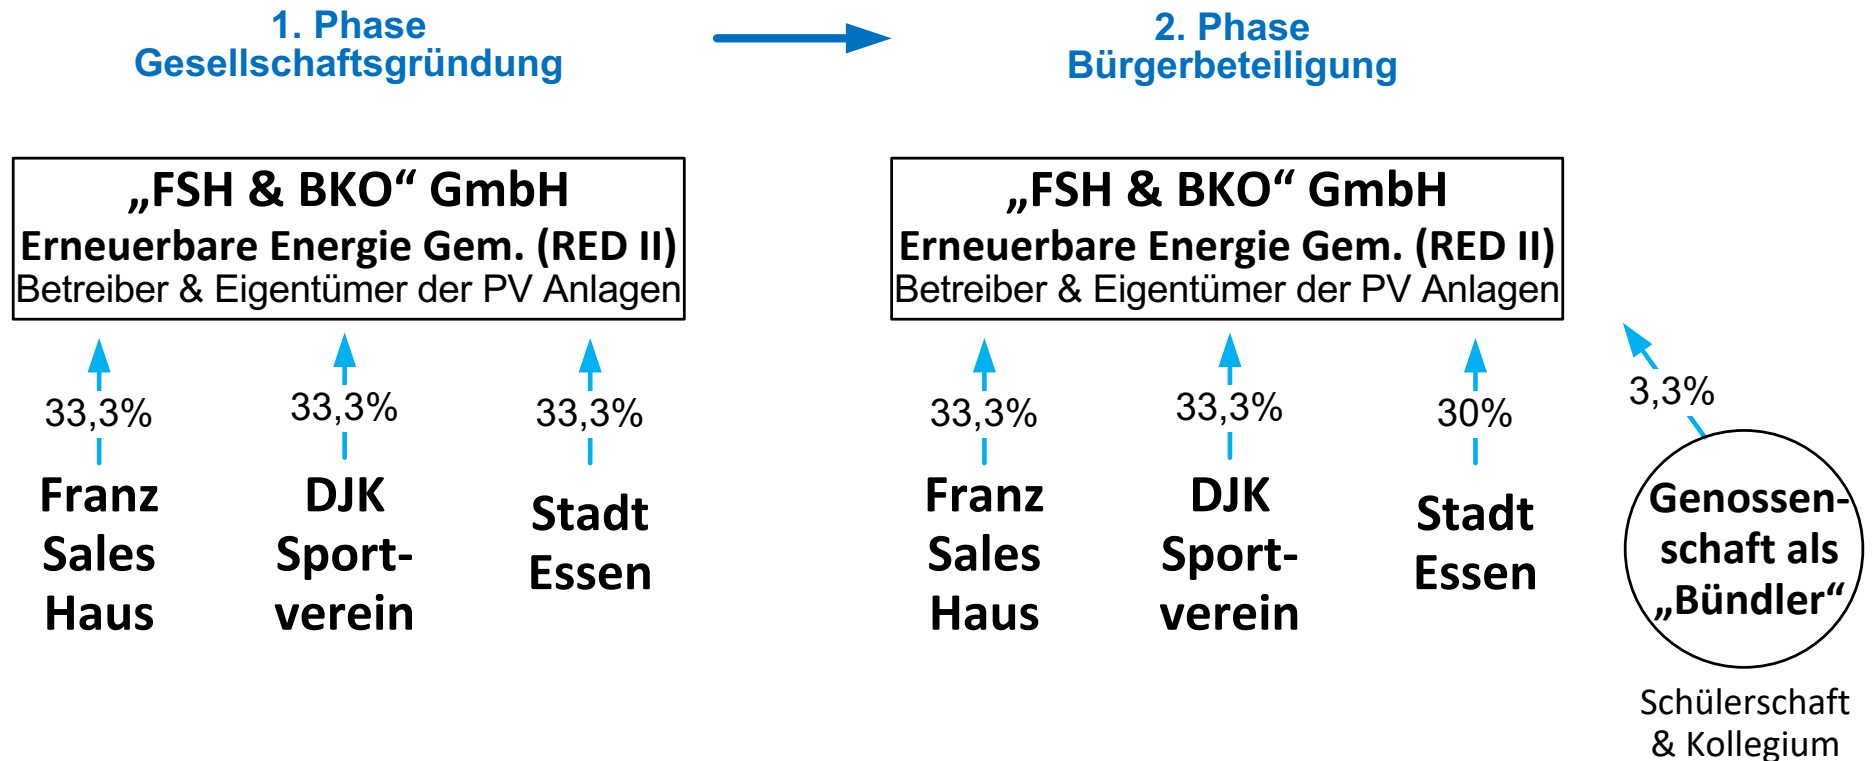 1. Phase
Gesellschaftsgründung
2. Phase
Bürgerbeteiligung
„FSH & BKO“ GmbH
Erneuerbare Energie Gem. (RED II)
Betreiber & Eigentümer der PV Anlagen
33,3%
33,3%
33,3%
Franz
Sales
Haus
DJK
Sport-
verein
Stadt
Essen
„FSH & BKO“ GmbH
Erneuerbare Energie Gem. (RED II)
Betreiber & Eigentümer der PV Anlagen
33,3%
33,3%
30%
3,3%
Franz
Sales
Haus
DJK
Sport-
verein
Stadt
Essen
Genossen-
schaft als
„Bündler“
Schülerschaft
& Kollegium